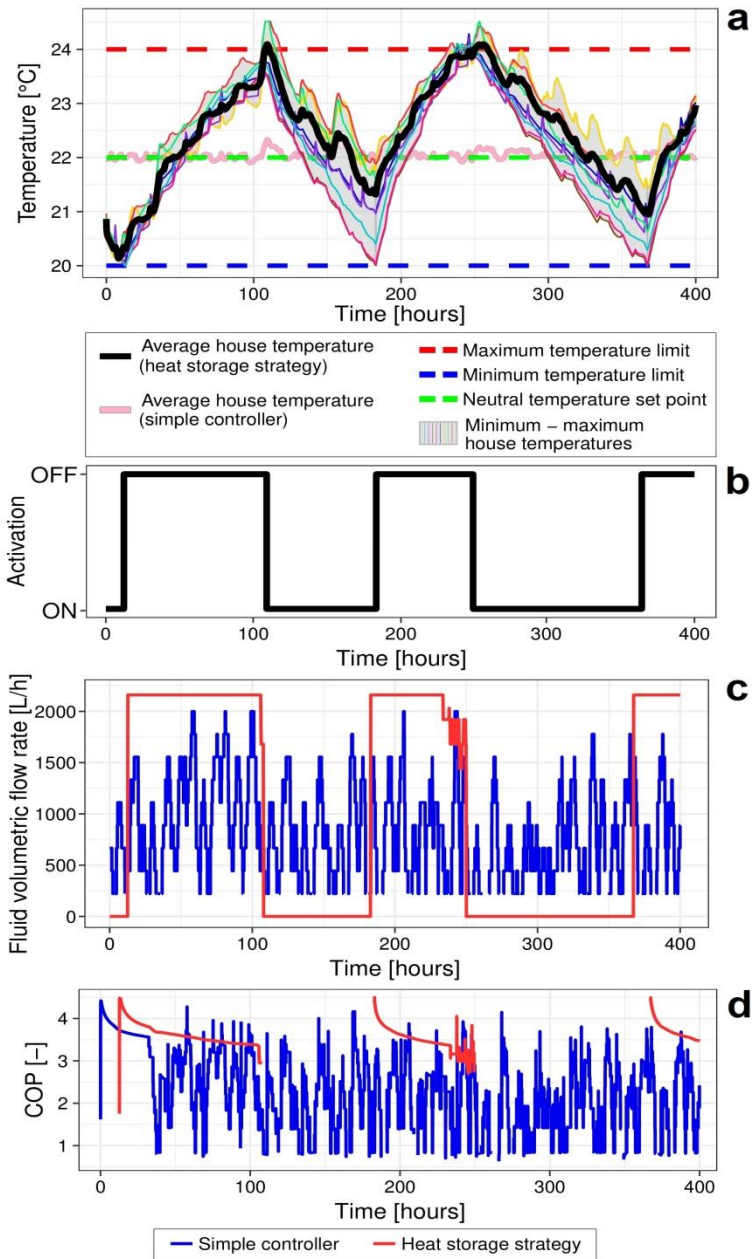 a
24
23
22
21
20
Temperature [°C]
0 100 200 300 400
Time [hours]
Average house temperature
(heat storage strategy)
Average house temperature
(simple controller)
Maximum temperature limit
Minimum temperature limit
Neutral temperature set point
Minimum – maximum
house temperatures
b
OFF
ON
Activation
0 100 200 300 400
Time [hours]
c
2000
1500
1000
500
0
Fluid volumetric flow rate [L/h]
0 100 200 300 400
Time [hours]
d
4
3
2
1
COP [–]
0 100 200 300 400
Time [hours]
Simple controller Heat storage strategy